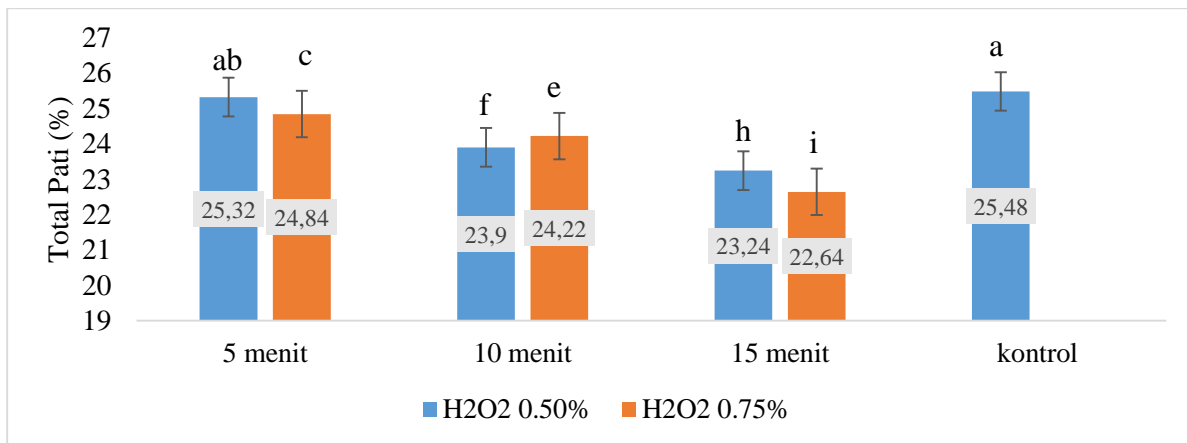 Total Pati (%)
27
26
25
24
23
22
21
20
19
ab
c
f
e
h
i
a
25,32
24,84
23,9
24,22
23,24
22,64
25,48
5 menit
10 menit
15 menit
kontrol
H2O2 0.50%
H2O2 0.75%